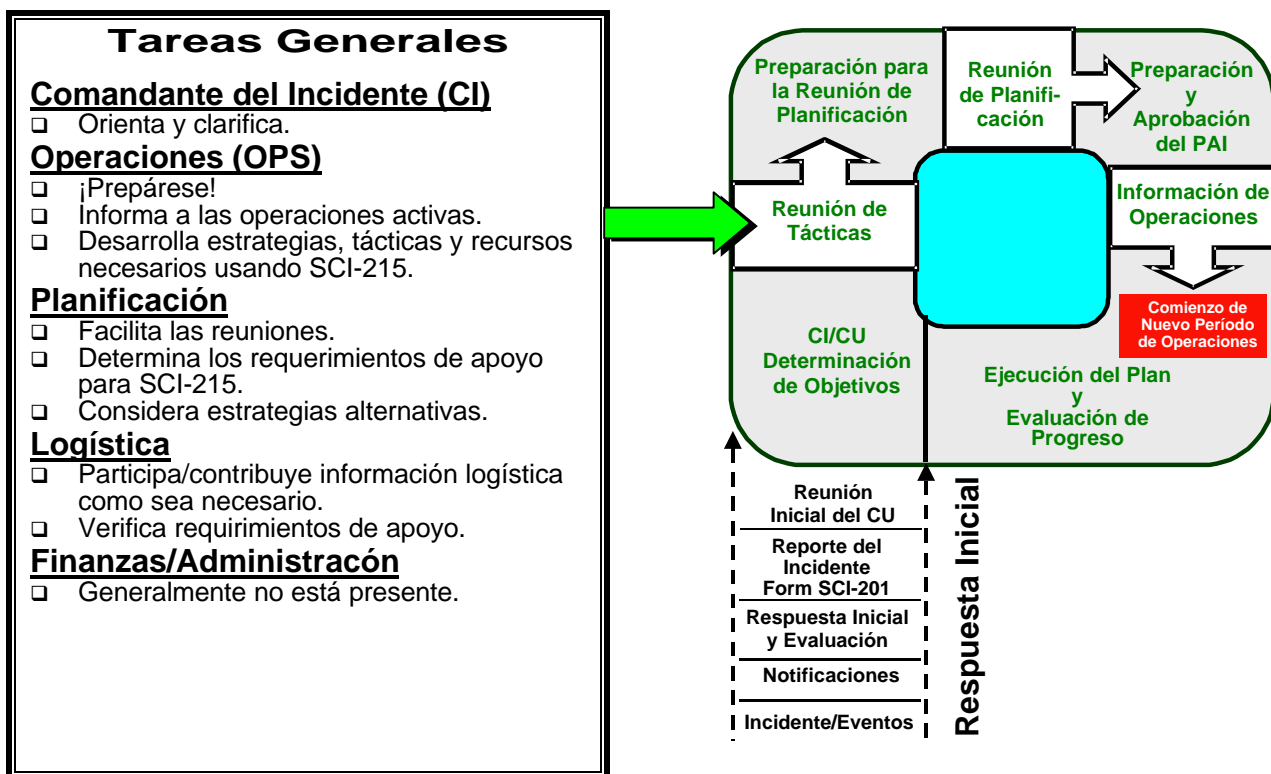 Tareas Generales
Comandante del Incidente (CI)
Orienta y clarifica.
Operaciones (OPS)
¡Prepárese!
Informa a las operaciones activas.
Desarrolla estrategias, tácticas y recursos
necesarios usando SCI-215.
Planificación
Facilita las reuniones.
Determina los requerimientos de apoyo
para SCI-215.
Considera estrategias alternativas.
Logística
Participa/contribuye información logística
como sea necesario.
Verifica requirimientos de apoyo.
Finanzas/Administracón
Generalmente no está presente.
Preparación para
la Reunión de
Planificación
Reunión
de Planifi-
cación
Preparación
y
Aprobación
del PAI
Reunión de
Tácticas
Información de
Operaciones
Comienzo de
Nuevo Período
de Operaciones
CI/CU
Determinación
de Objetivos
Ejecución del Plan
y
Evaluación de
Progreso
Reunión
Inicial del CU
Reporte del
Incidente
Form SCI-201
Respuesta Inicial
y Evaluación
Notificaciones
Incidente/Eventos
Respuesta Inicial